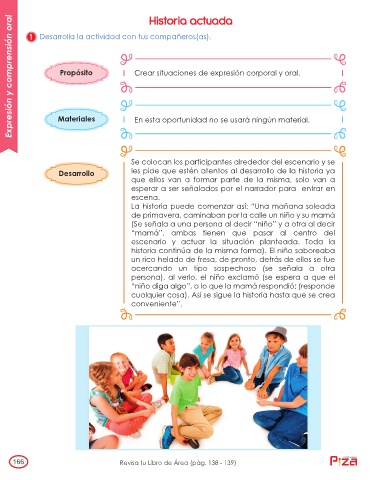 Historia actuada
1 Desarrolla la actividad con tus compañeros(as).
Expresión y comprensión oral
Propósito
Crear situaciones de expresión corporal y oral.
Materiales
En esta oportunidad no se usará ningún material.
Desarrollo
Se colocan los participantes alrededor del escenario y se
les pide que estén atentos al desarrollo de la historia ya
que ellos van a formar parte de la misma, solo van a
esperar a ser señalados por el narrador para entrar en
escena.
La historia puede comenzar así: "Una mañana soleada
de primavera, caminaban por la calle un niño y su mamá
(Se señala a una persona al decir "niño" y a otra al decir
"mamá", ambas tienen que pasar al centro del
escenario y actuar la situación planteada. Toda la
historia continúa de la misma forma). El niño saboreaba
un rico helado de fresa, de pronto, detrás de ellos se fue
acercando un tipo sospechoso (se señala a otra
persona), al verlo, el niño exclamó (se espera a que el
"niño diga algo", a lo que la mamá respondió: (responde
cualquier cosa). Así se sigue la historia hasta que se crea
conveniente".
166
Revisa tu Libro de Área (pág. 138 - 139)
Piza